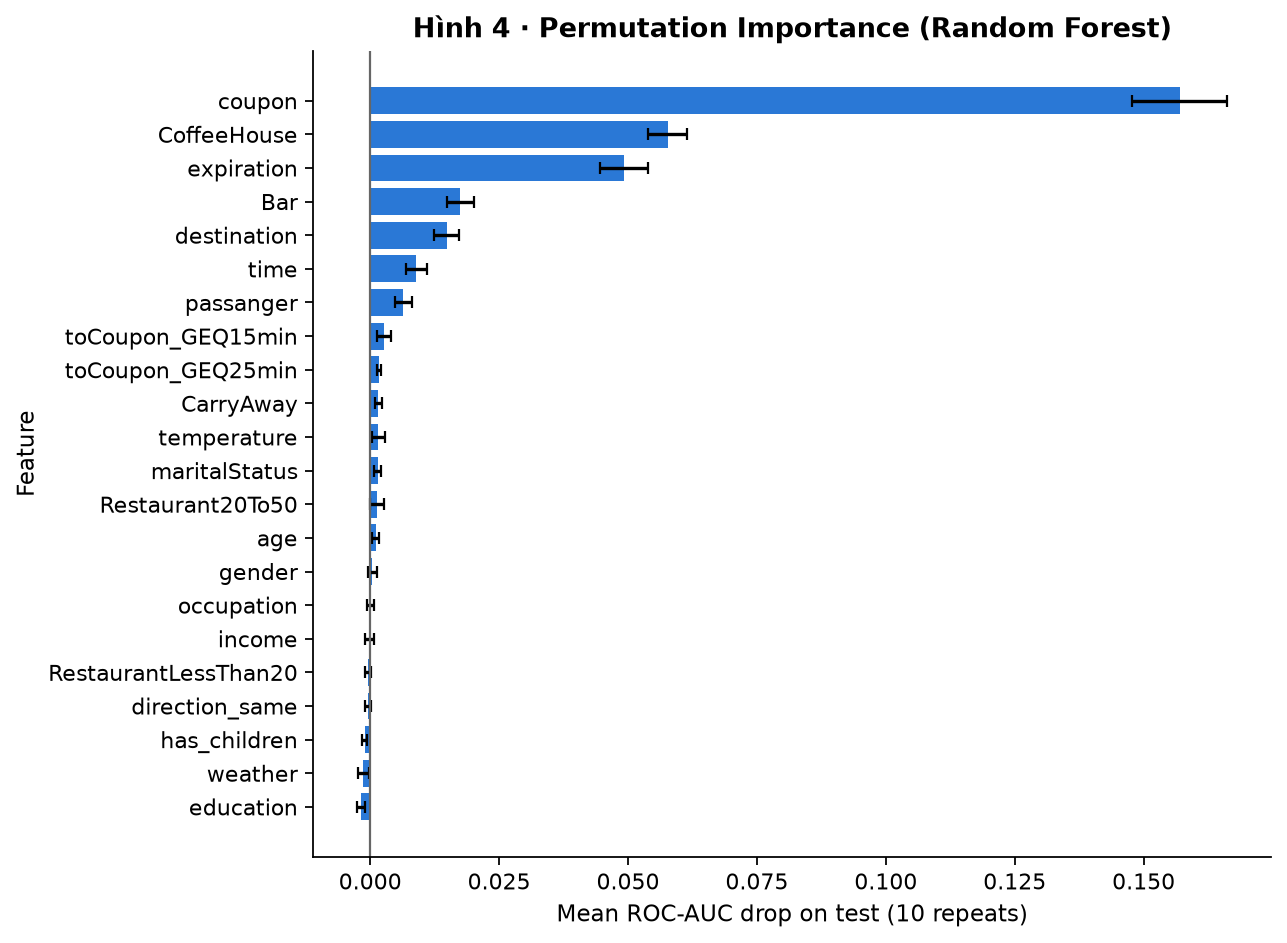 Hình 4 · Permutation Importance (Random Forest)
Feature
coupon
CoffeeHouse
expiration
Bar
destination
time
passanger
toCoupon_GEQ15min
toCoupon_GEQ25min
CarryAway
temperature
maritalStatus
Restaurant20To50
age
gender
occupation
income
RestaurantLessThan20
direction_same
has_children
weather
education
0.000 0.025 0.050 0.075 0.100 0.125 0.150
Mean ROC-AUC drop on test (10 repeats)